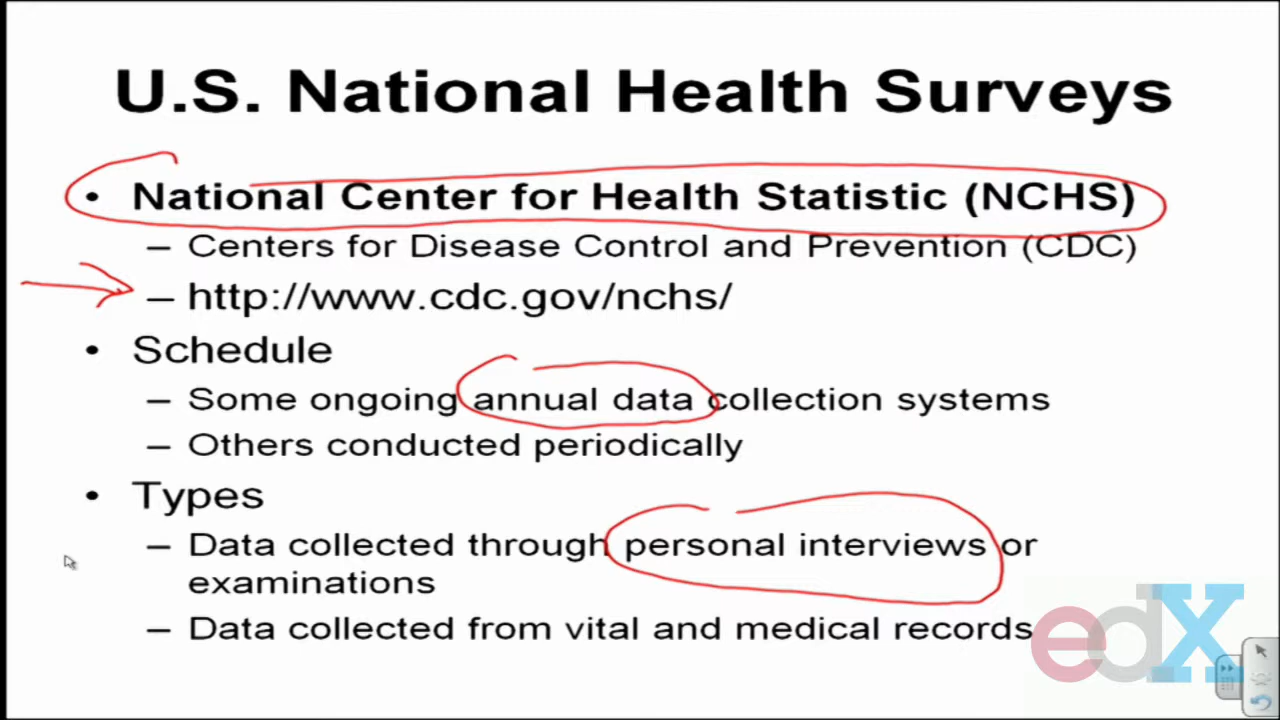 U.S. National Health Surveys
• National Center for Health Statistic (NCHS)
– Centers for Disease Control and Prevention (CDC)
– http://www.cdc.gov/nchs/
• Schedule
– Some ongoing annual data collection systems
– Others conducted periodically
• Types
– Data collected through personal interviews or
examinations
– Data collected from vital and medical records
edX